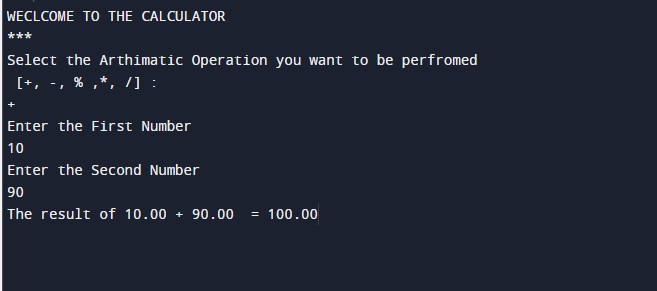 WECLCOME TO THE CALCULATOR
***
Select the Arthimatic Operation you want to be perfromed
[+, -, % ,*, /] :
+
Enter the First Number
10
Enter the Second Number
90
The result of 10.00 + 90.00  = 100.00